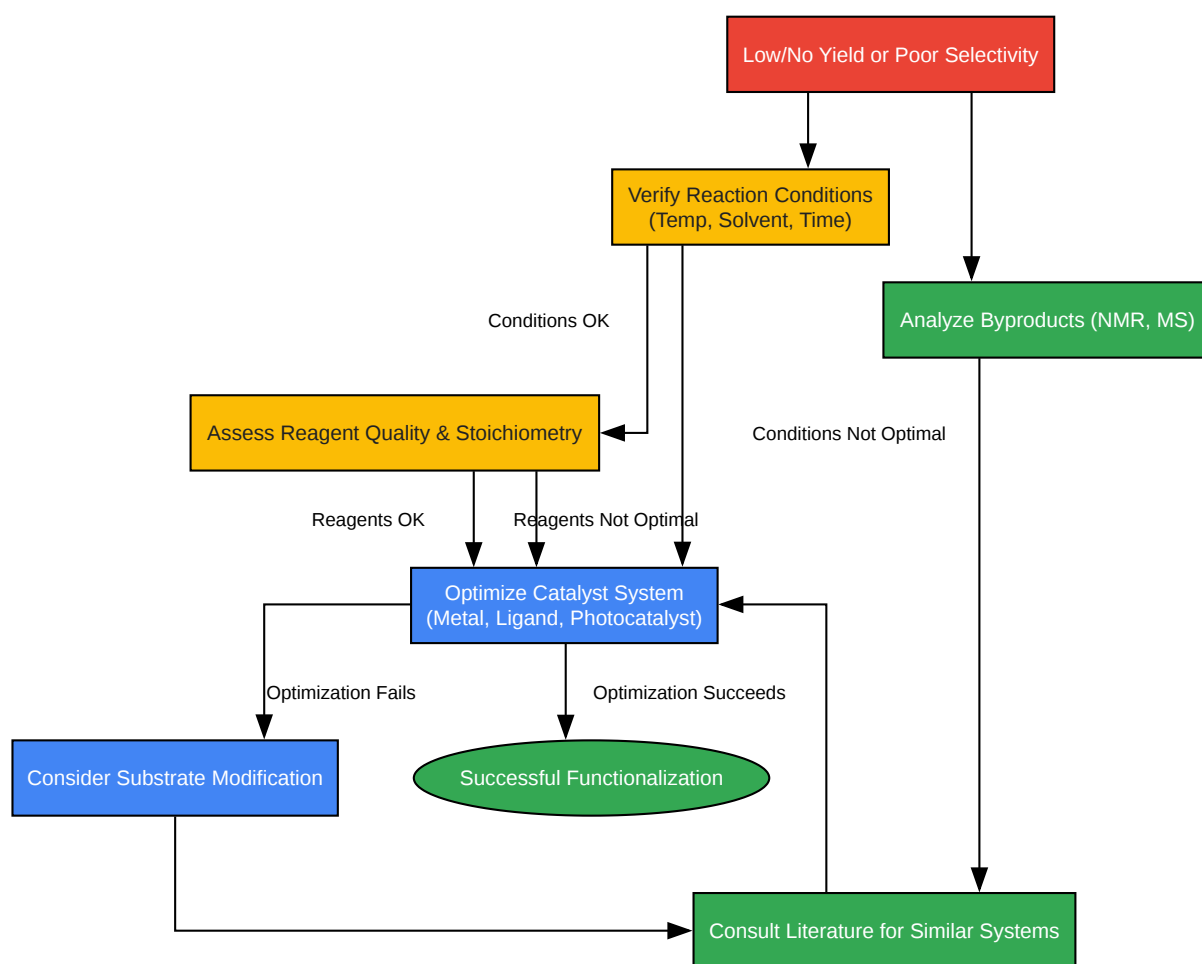 Low/No Yield or Poor Selectivity
Verify Reaction Conditions
(Temp, Solvent, Time)
Analyze Byproducts (NMR, MS)
Conditions OK
Assess Reagent Quality & Stoichiometry
Conditions Not Optimal
Reagents OK
Reagents Not Optimal
Optimize Catalyst System
(Metal, Ligand, Photocatalyst)
Optimization Fails
Optimization Succeeds
Consider Substrate Modification
Successful Functionalization
Consult Literature for Similar Systems